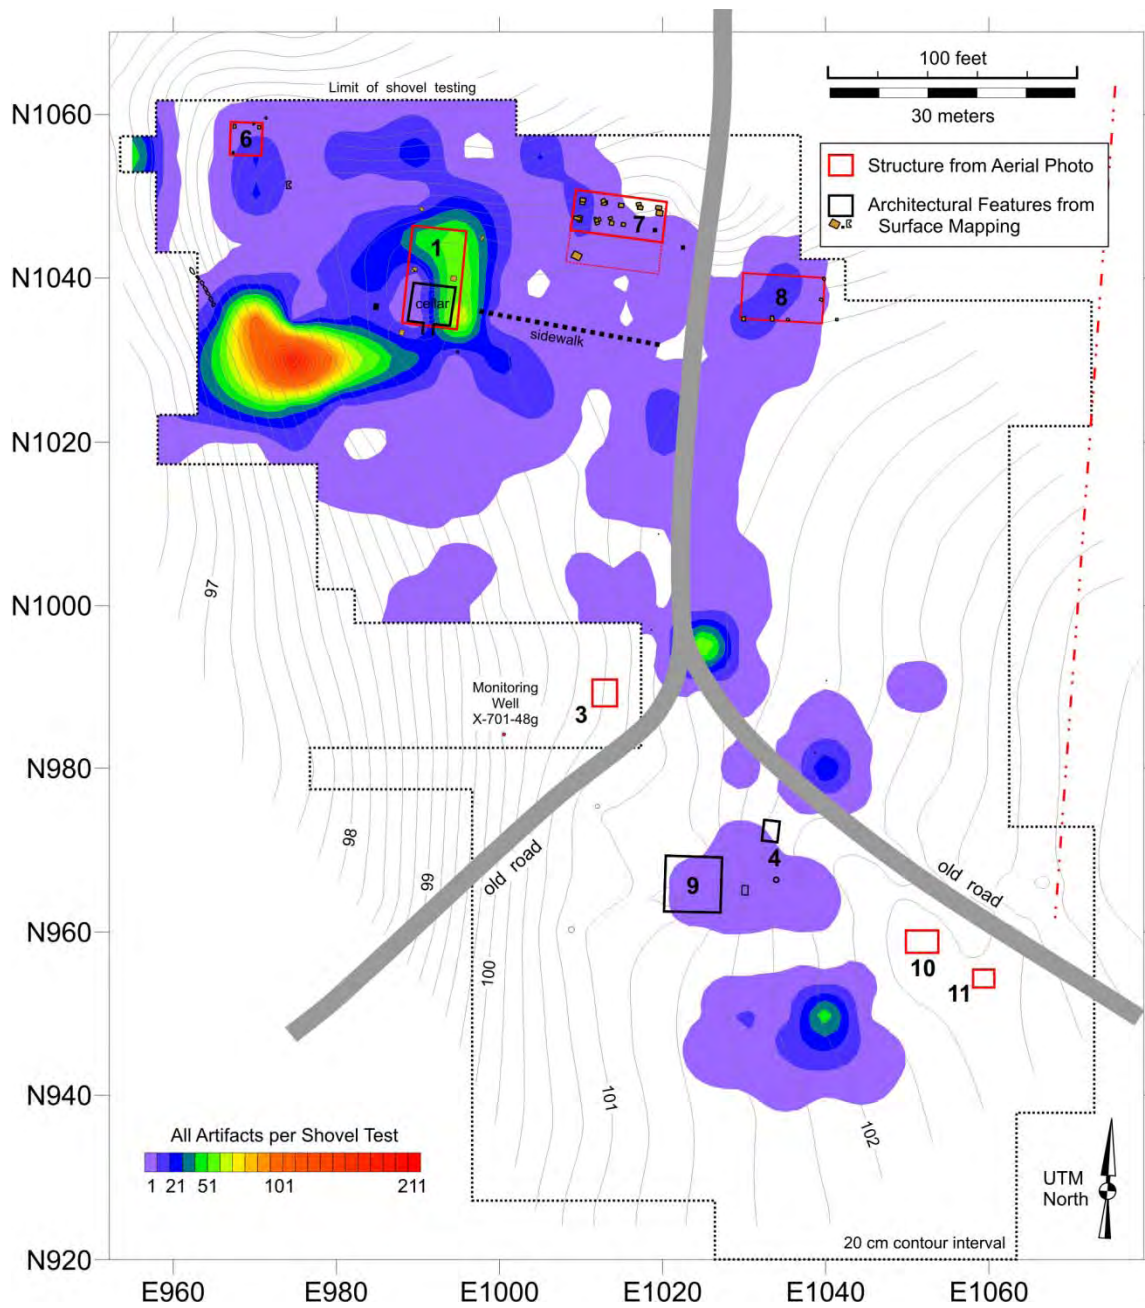 Limit of shovel testing
100 feet
30 meters
Structure from Aerial Photo
Architectural Features from
Surface Mapping
N1060
N1040
N1020
N1000
N980
N960
N940
N920
6
1
cellar
7
8
sidewalk
97
98
99
100
101
102
Monitoring
Well
X-701-48g
3
old road
old road
4
9
10
11
All Artifacts per Shovel Test
1 21 51 101 211
UTM
North
20 cm contour interval
E960 E980 E1000 E1020 E1040 E1060